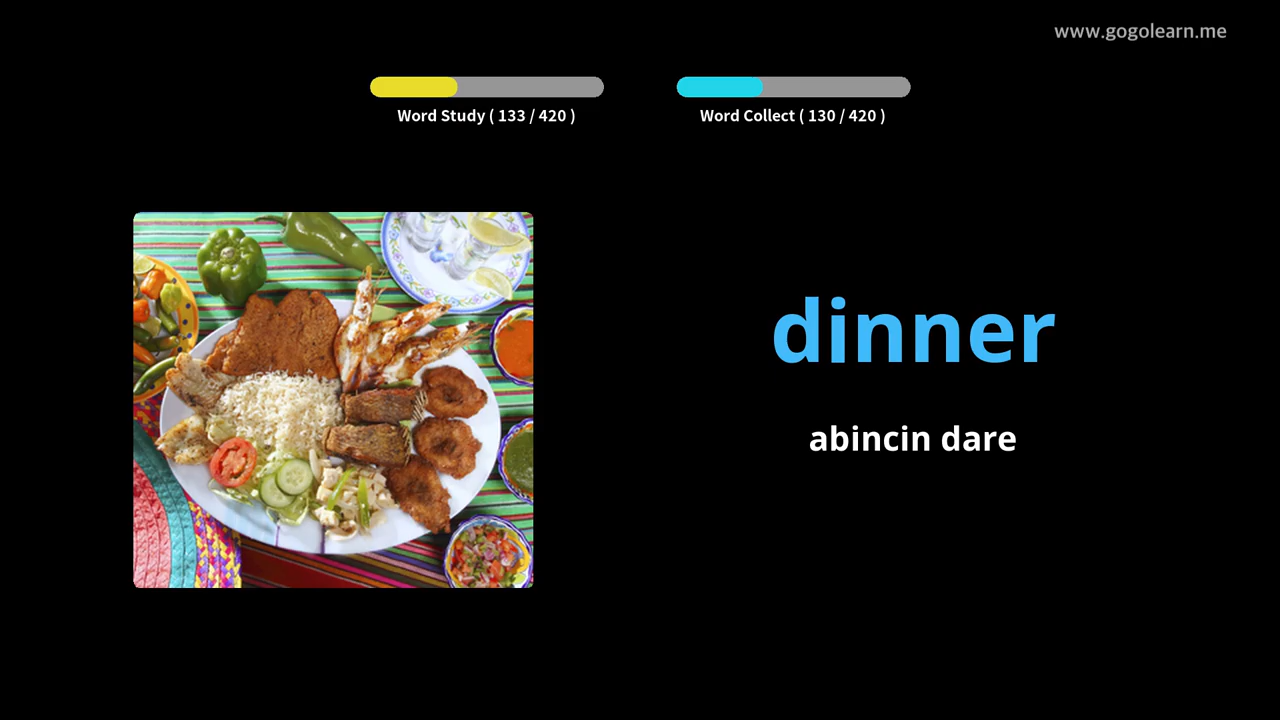 www.gogolearn.me
Word Study ( 133 / 420 )
Word Collect ( 130 / 420 )
dinner
abincin dare